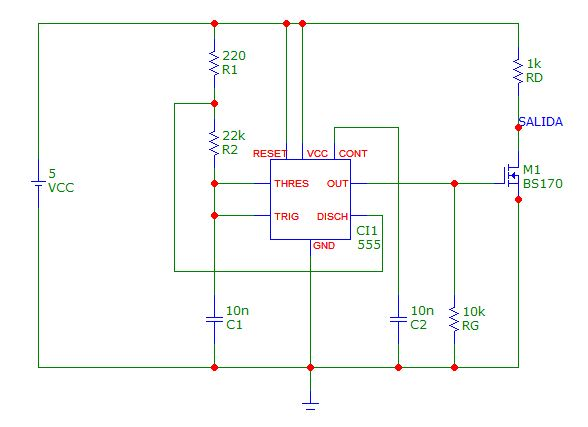 220
R1
1k
RD
22k
R2
SALIDA
RESET
VCC
CONT
5
VCC
THRES
OUT
M1
BS170
TRIG
DISCH
CI1
555
GND
10n
C1
10n
C2
10k
RG